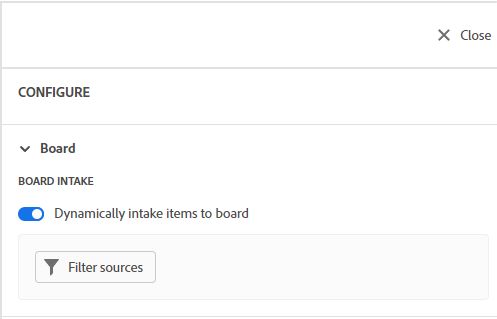 Close
CONFIGURE
Board
BOARD INTAKE
Dynamically intake items to board
Filter sources